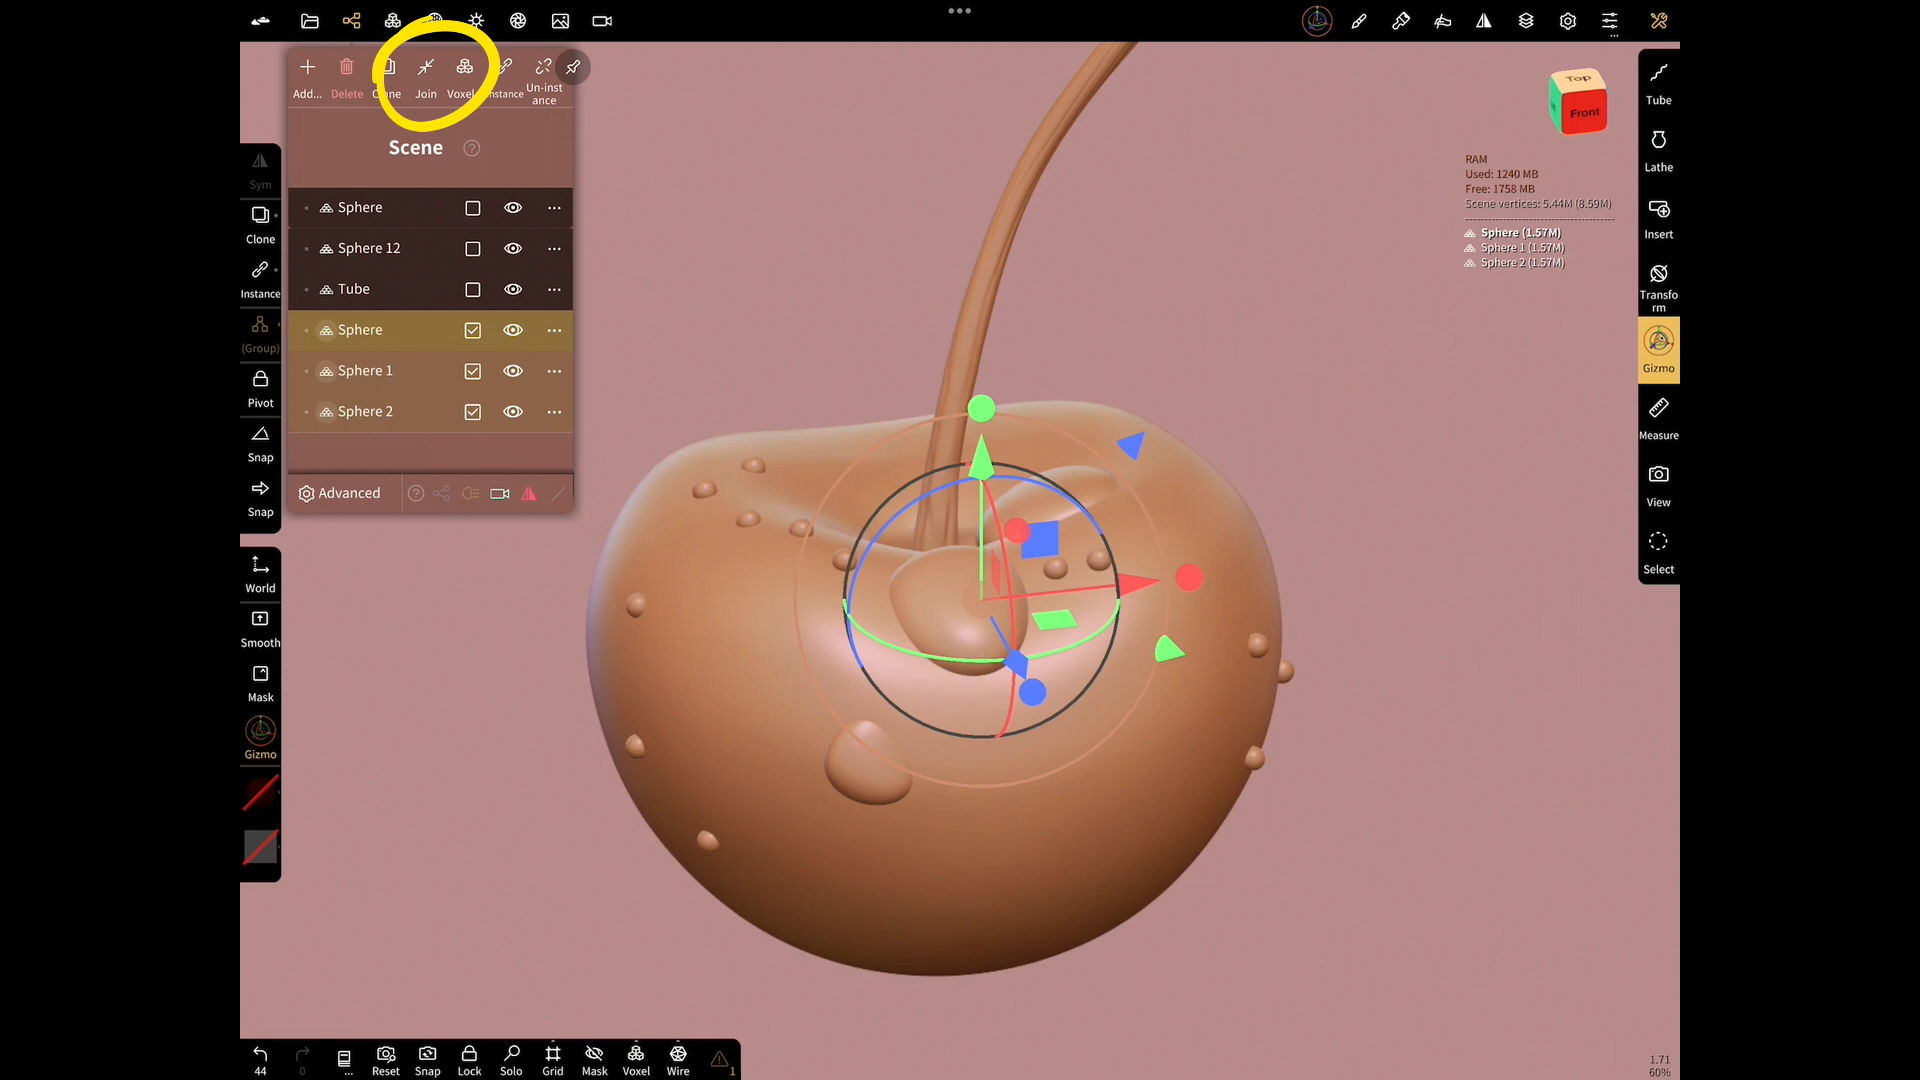 Add... Delete Clone Join Voxel Instance Un-inst
ance
Scene ?
Sphere
Sphere 12
Tube
Sphere
Sphere 1
Sphere 2
Advanced ?
Sym
Clone
Instance
(Group)
Pivot
Snap
Snap
World
Smooth
Mask
Gizmo
Top
Front
RAM
Used: 1240 MB
Free: 1758 MB
Scene vertices: 5.44M (8.59M)
Sphere (1.57M)
Sphere 1 (1.57M)
Sphere 2 (1.57M)
Tube
Lathe
Insert
Transfo
rm
Gizmo
Measure
View
Select
44 0 ... Reset Snap Lock Solo Grid Mask Voxel Wire 1
1.71
60%